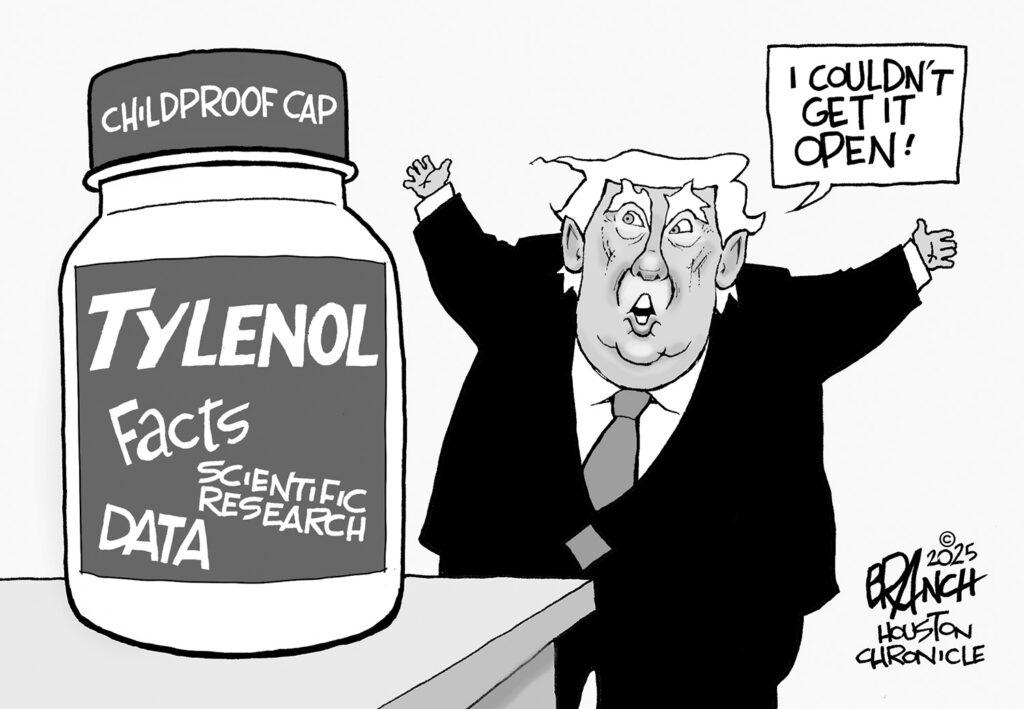 CHILDPROOF CAP
TYLENOL
Facts
SCIENTIFIC
RESEARCH
DATA
I COULDN'T
GET IT
OPEN!
© 2025
BRANCH
HOUSTON
CHRONICLE